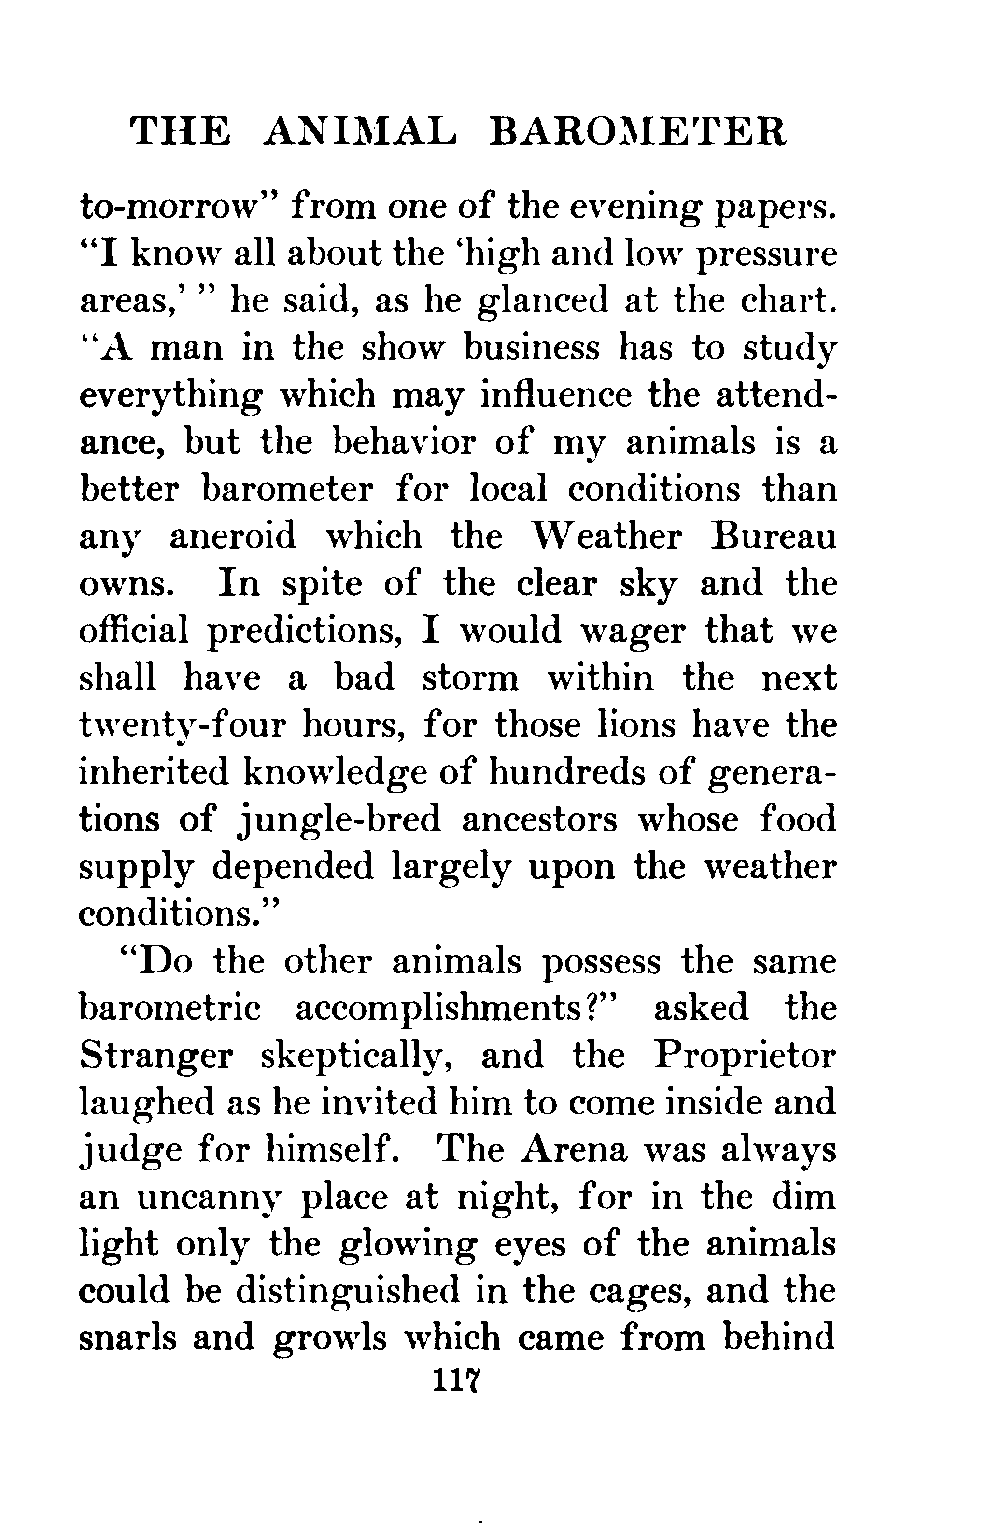 THE ANIMAL BAROMETER
to-morrow” from one of the evening papers.
“I know all about the ‘high and low pressure
areas,’ ” he said, as he glanced at the chart.
“A man in the show business has to study
everything which may influence the attend-
ance, but the behavior of my animals is a
better barometer for local conditions than
any aneroid which the Weather Bureau
owns. In spite of the clear sky and the
official predictions, I would wager that we
shall have a bad storm within the next
twenty-four hours, for those lions have the
inherited knowledge of hundreds of genera-
tions of jungle-bred ancestors whose food
supply depended largely upon the weather
conditions.”
“Do the other animals possess the same
barometric accomplishments?” asked the
Stranger skeptically, and the Proprietor
laughed as he invited him to come inside and
judge for himself. The Arena was always
an uncanny place at night, for in the dim
light only the glowing eyes of the animals
could be distinguished in the cages, and the
snarls and growls which came from behind
117